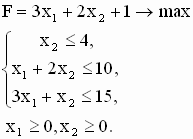 F = 3x₁ + 2x₂ + 1 → max
x₂ ≤ 4,
x₁ + 2x₂ ≤ 10,
3x₁ + x₂ ≤ 15,
x₁ ≥ 0, x₂ ≥ 0.